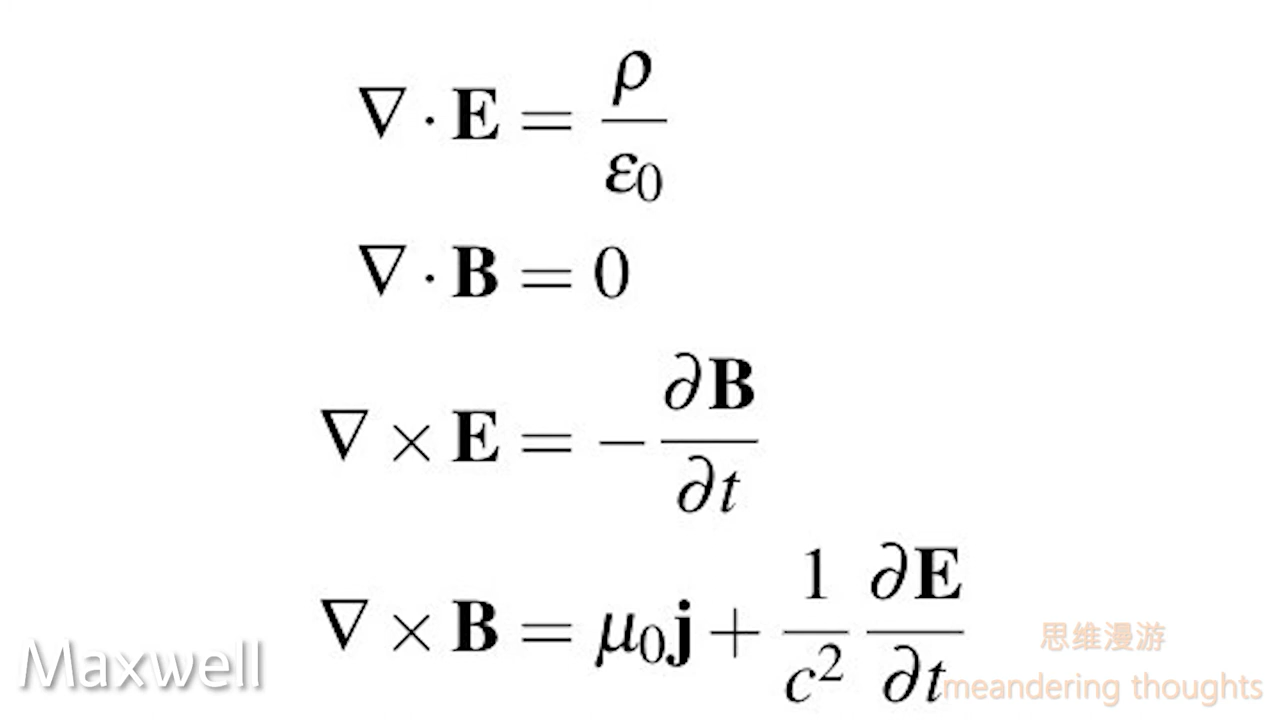 ∇ · E = ρ / ε₀
∇ · B = 0
∇ × E = − ∂B / ∂t
∇ × B = μ₀j + 1 / c² ∂E / ∂t
Maxwell
思维漫游
meandering thoughts